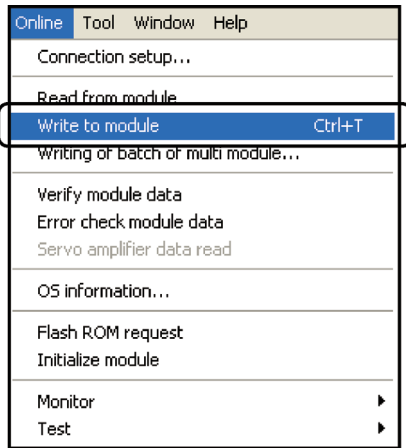 Online Tool Window Help
Connection setup...
Read from module
Write to module Ctrl+T
Writing of batch of multi module...
Verify module data
Error check module data
Servo amplifier data read
OS information...
Flash ROM request
Initialize module
Monitor
Test